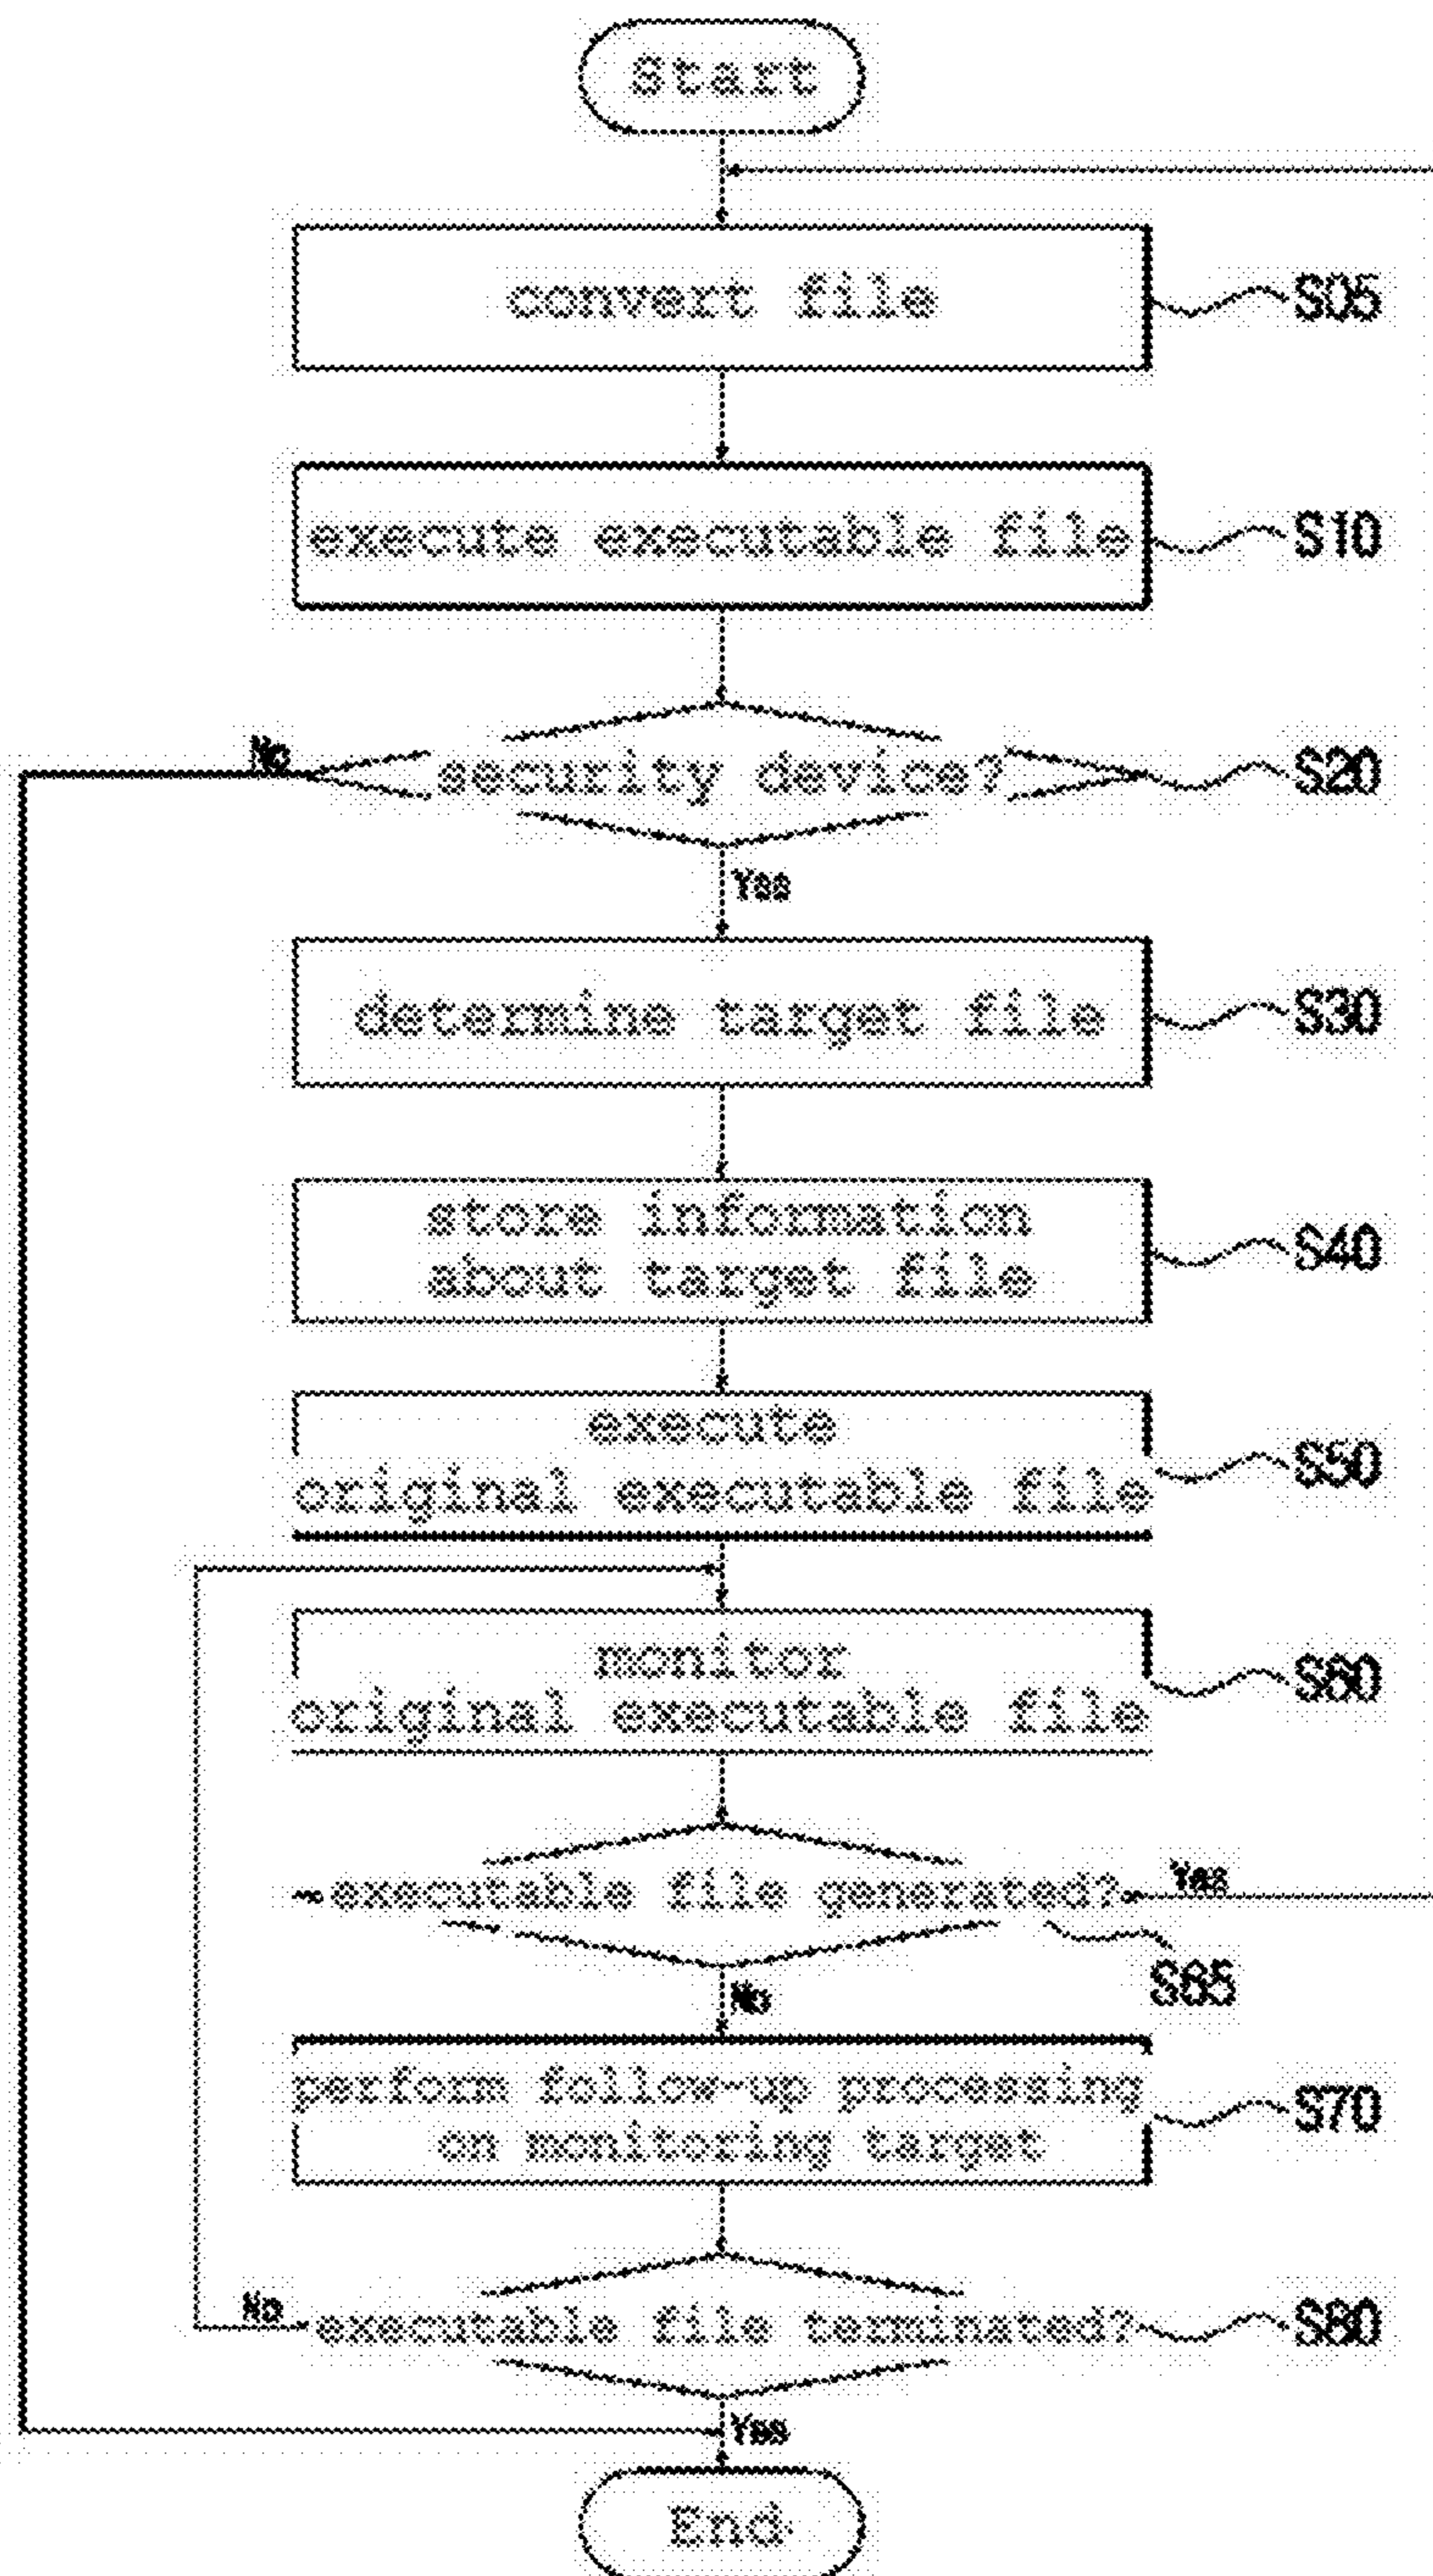 Start
convert file
S05
execute executable file
S10
No
security device?
S20
Yes
determine target file
S30
store information
about target file
S40
execute
original executable file
S50
monitor
original executable file
S60
executable file generated?
Yes
S65
No
perform follow-up processing
on monitoring target
S70
No
executable file terminated?
S80
Yes
End